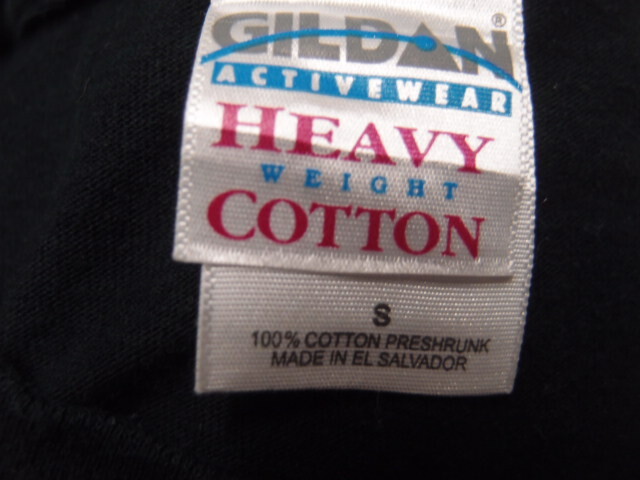 GILDAN®
ACTIVEWEAR
HEAVY
WEIGHT
COTTON
S
100% COTTON PRESHRUNK
MADE IN EL SALVADOR